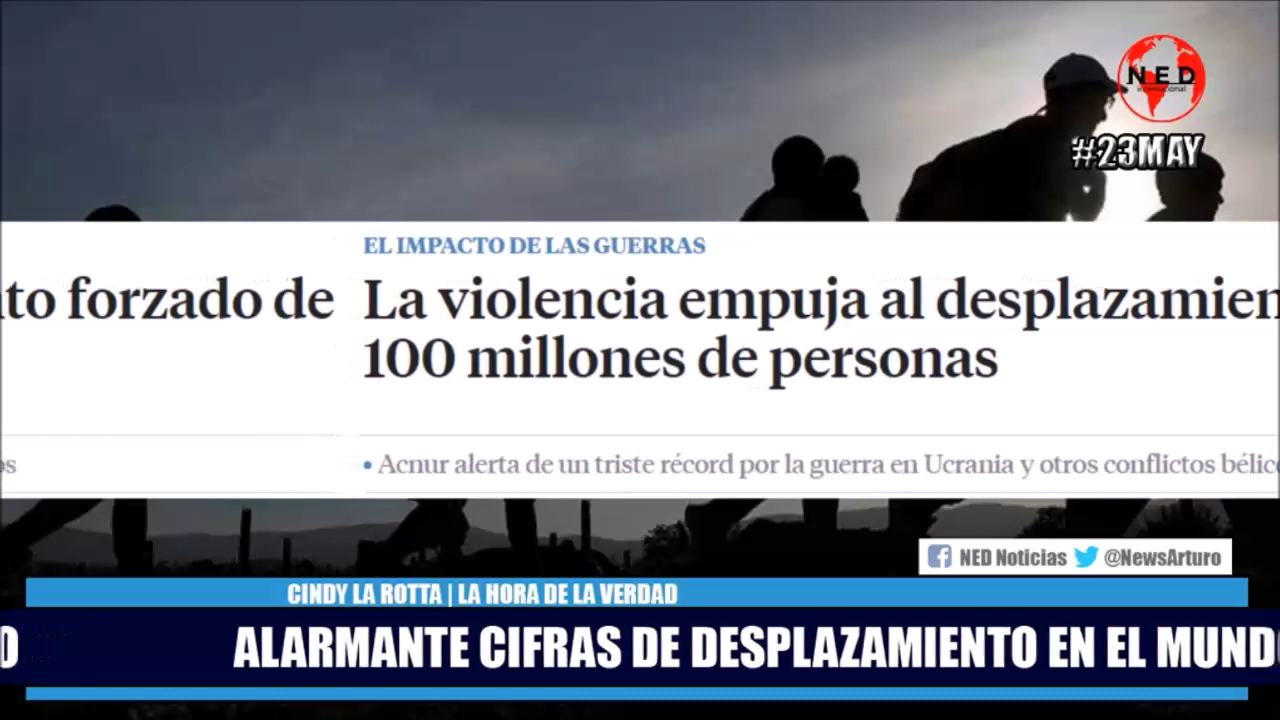 NED
internacional
#23MAY
EL IMPACTO DE LAS GUERRAS
to forzado de
La violencia empuja al desplazamien
100 millones de personas
os
• Acnur alerta de un triste récord por la guerra en Ucrania y otros conflictos bélic
NED Noticias @NewsArturo
CINDY LA ROTTA | LA HORA DE LA VERDAD
O
ALARMANTE CIFRAS DE DESPLAZAMIENTO EN EL MUNDO